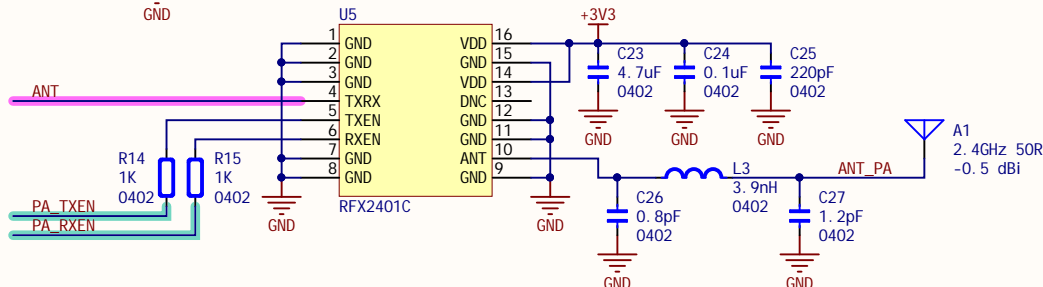 GND
U5
1 GND
2 GND
3 GND
4 TXRX
5 TXEN
6 RXEN
7 GND
8 GND
VDD 16
GND 15
VDD 14
DNC 13
GND 12
GND 11
ANT 10
GND 9
RFX2401C
ANT
R14
1K
0402
R15
1K
0402
PA_TXEN
PA_RXEN
GND
GND
+3V3
C23
4.7uF
0402
GND
C24
0.1uF
0402
GND
C25
220pF
0402
GND
C26
0.8pF
0402
GND
L3
3.9nH
0402
ANT_PA
C27
1.2pF
0402
GND
A1
2.4GHz 50R
-0.5 dBi